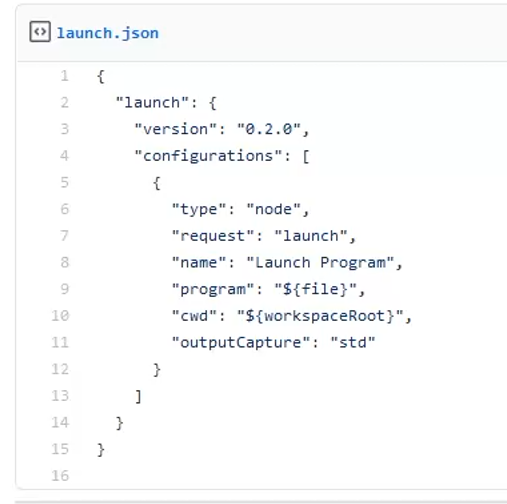 launch.json
1 {
2   "launch": {
3     "version": "0.2.0",
4     "configurations": [
5       {
6         "type": "node",
7         "request": "launch",
8         "name": "Launch Program",
9         "program": "${file}",
10         "cwd": "${workspaceRoot}",
11         "outputCapture": "std"
12       }
13     ]
14   }
15 }
16